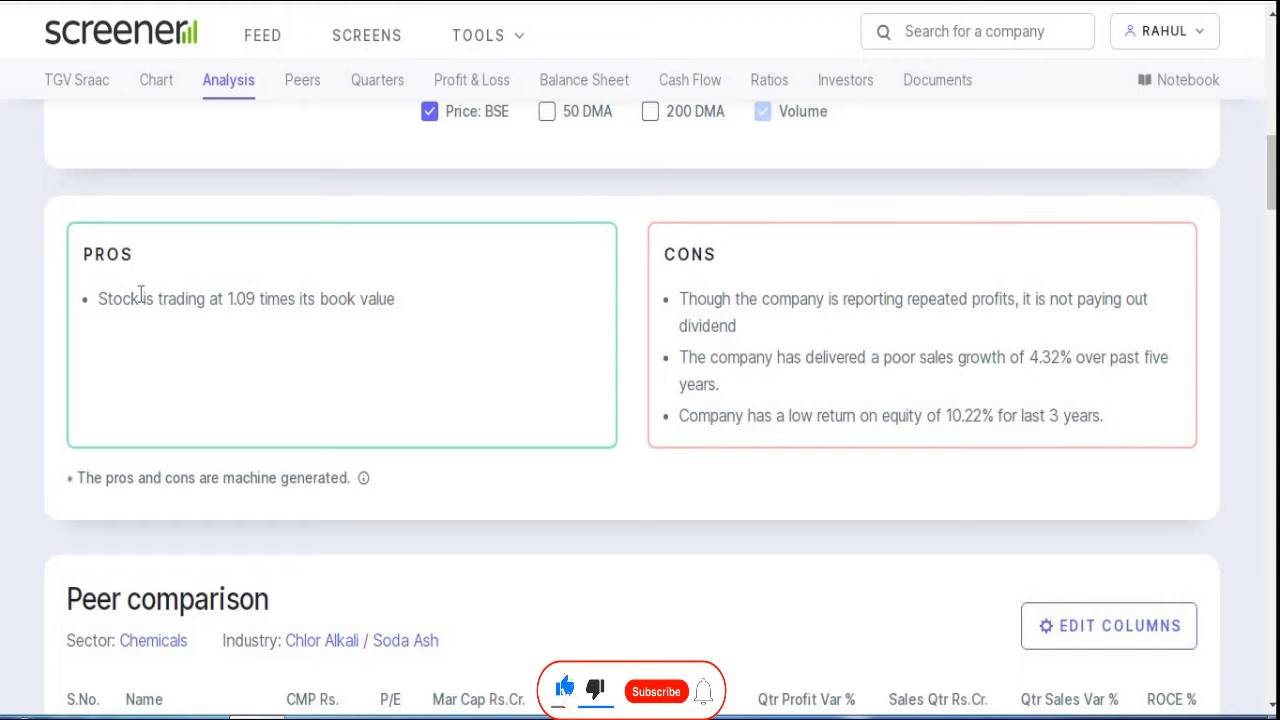 screener FEED SCREENS TOOLS Search for a company RAHUL
TGV Sraac Chart Analysis Peers Quarters Profit & Loss Balance Sheet Cash Flow Ratios Investors Documents Notebook
Price: BSE 50 DMA 200 DMA Volume
PROS
• Stock is trading at 1.09 times its book value
CONS
• Though the company is reporting repeated profits, it is not paying out
dividend
• The company has delivered a poor sales growth of 4.32% over past five
years.
• Company has a low return on equity of 10.22% for last 3 years.
* The pros and cons are machine generated.
Peer comparison
EDIT COLUMNS
Sector: Chemicals Industry: Chlor Alkali / Soda Ash
S.No. Name CMP Rs. P/E Mar Cap Rs.Cr. Qtr Profit Var % Sales Qtr Rs.Cr. Qtr Sales Var % ROCE %
Subscribe